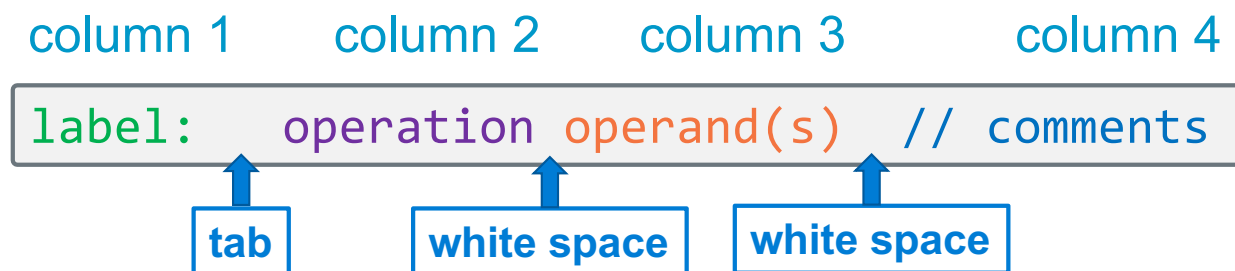 column 1 column 2 column 3 column 4
label: operation operand(s) // comments
tab white space white space